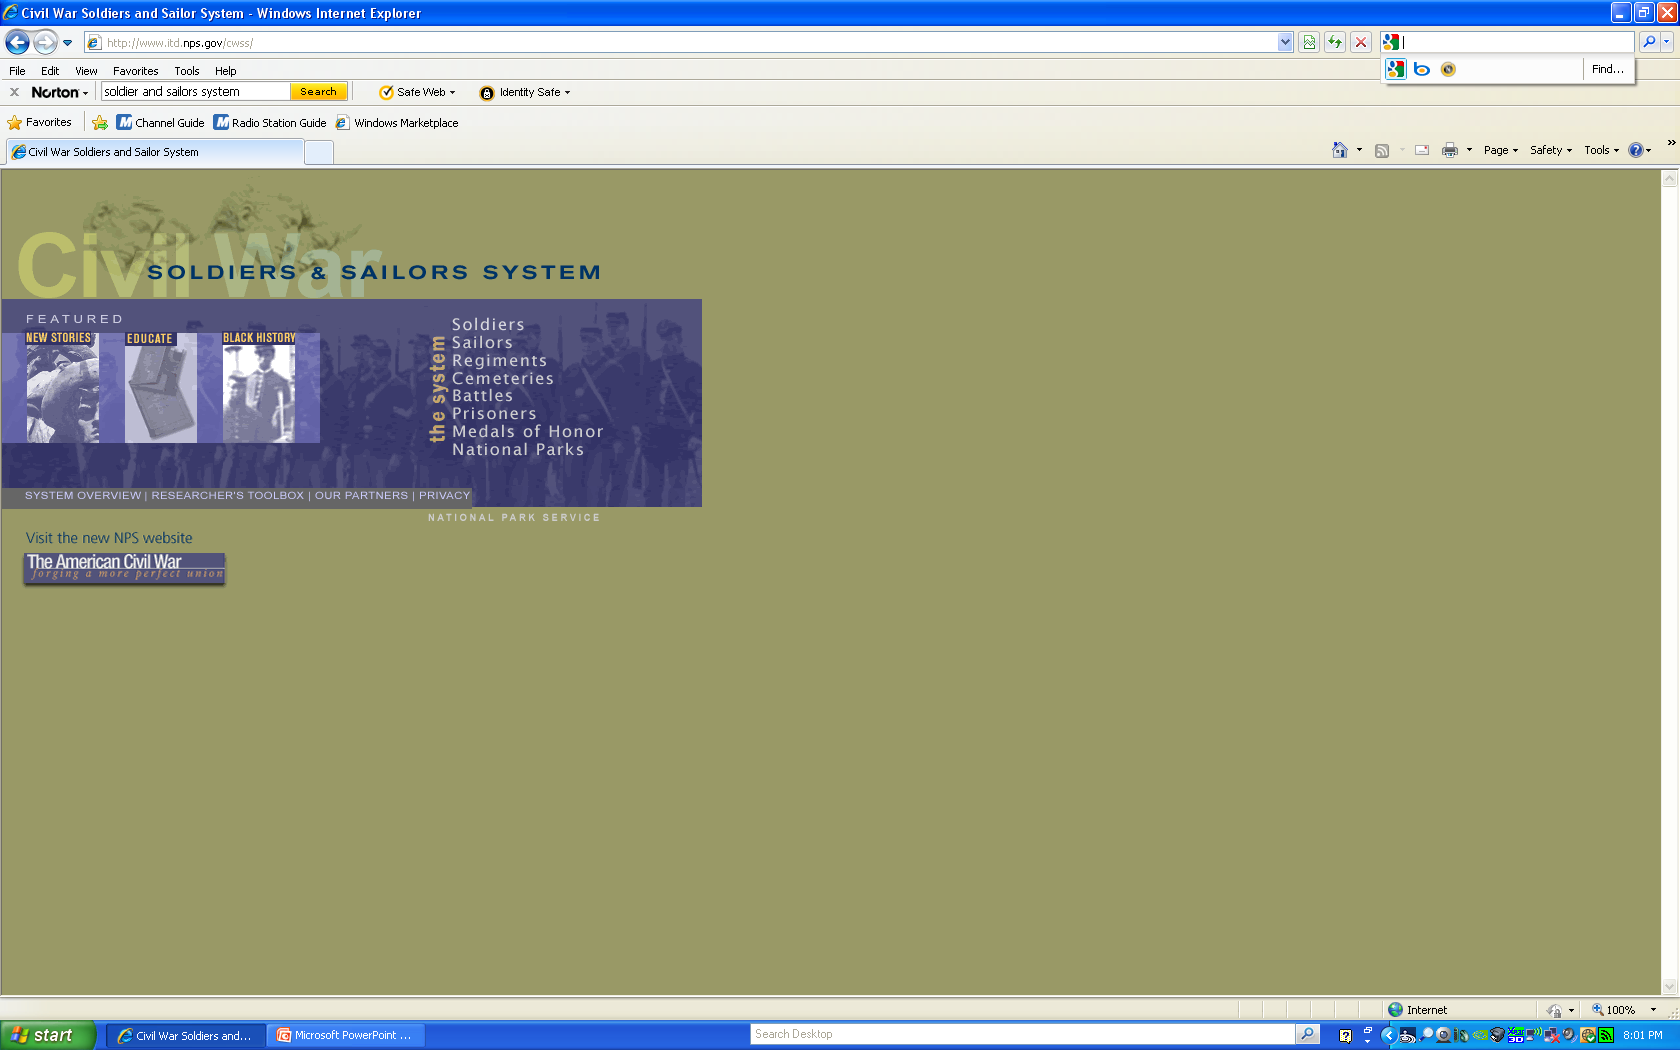 Civil War Soldiers and Sailor System - Windows Internet Explorer
http://www.itd.nps.gov/cwss/
File Edit View Favorites Tools Help
Find...
Norton
soldier and sailors system
Search
Safe Web
Identity Safe
Favorites
Channel Guide
Radio Station Guide
Windows Marketplace
Civil War Soldiers and Sailor System
Page Safety Tools
Civil War
SOLDIERS & SAILORS SYSTEM
FEATURED
NEW STORIES
EDUCATE
BLACK HISTORY
the system
Soldiers
Sailors
Regiments
Cemeteries
Battles
Prisoners
Medals of Honor
National Parks
SYSTEM OVERVIEW | RESEARCHER'S TOOLBOX | OUR PARTNERS | PRIVACY
NATIONAL PARK SERVICE
Visit the new NPS website
The American Civil War
forging a more perfect union
Internet
100%
start
Civil War Soldiers and...
Microsoft PowerPoint ...
Search Desktop
8:01 PM